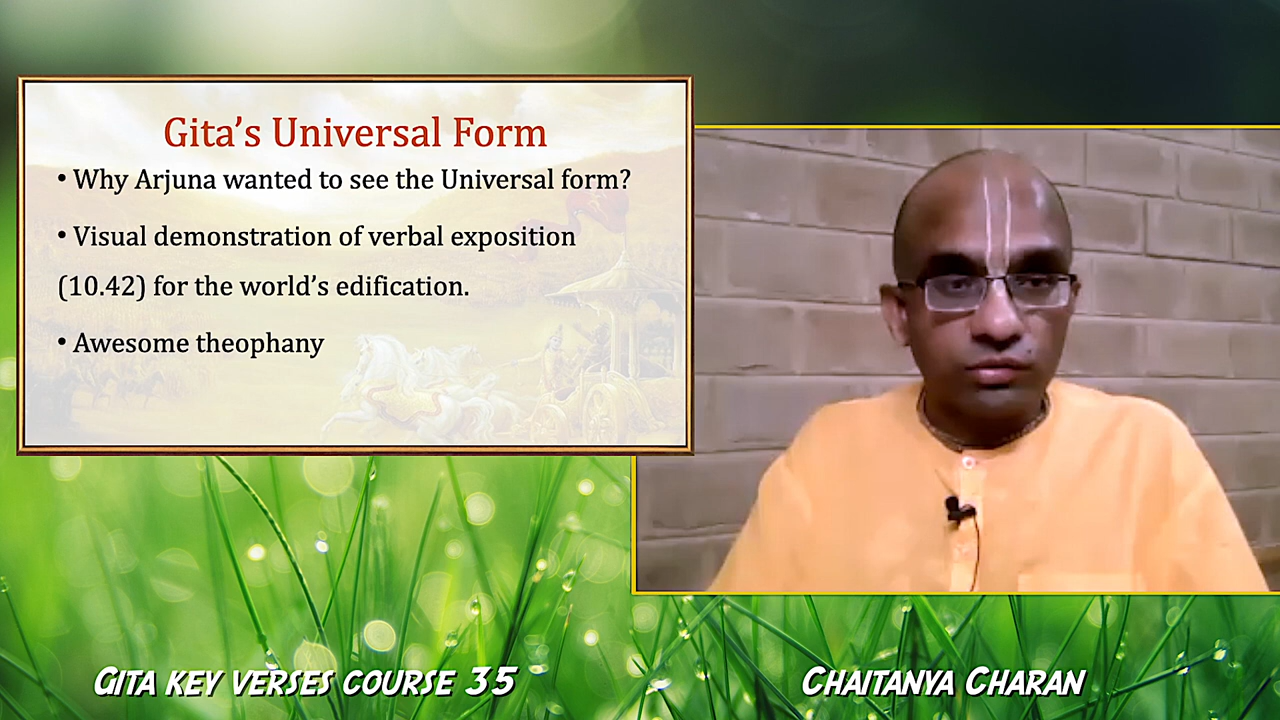 Gita’s Universal Form
• Why Arjuna wanted to see the Universal form?
• Visual demonstration of verbal exposition
(10.42) for the world’s edification.
• Awesome theophany
Gita key verses course 35
Chaitanya Charan